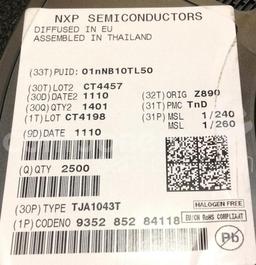 NXP SEMICONDUCTORS
DIFFUSED IN EU
ASSEMBLED IN THAILAND
(33T) PUID: 01nNB10TL50
(30T) LOT2 CT4457
(30D) DATE2 1110
(30Q) QTY2 1401
(1T) LOT CT4198
(9D) DATE 1110
(32T) ORIG Z890
(31T) PMC TnD
(31P) MSL 1/240
MSL 1/260
(Q) QTY 2500
HALOGEN FREE
(30P) TYPE TJA1043T
EU/CN RoHS COMPLIANT
(1P) CODENO 9352 852 84118
Pb